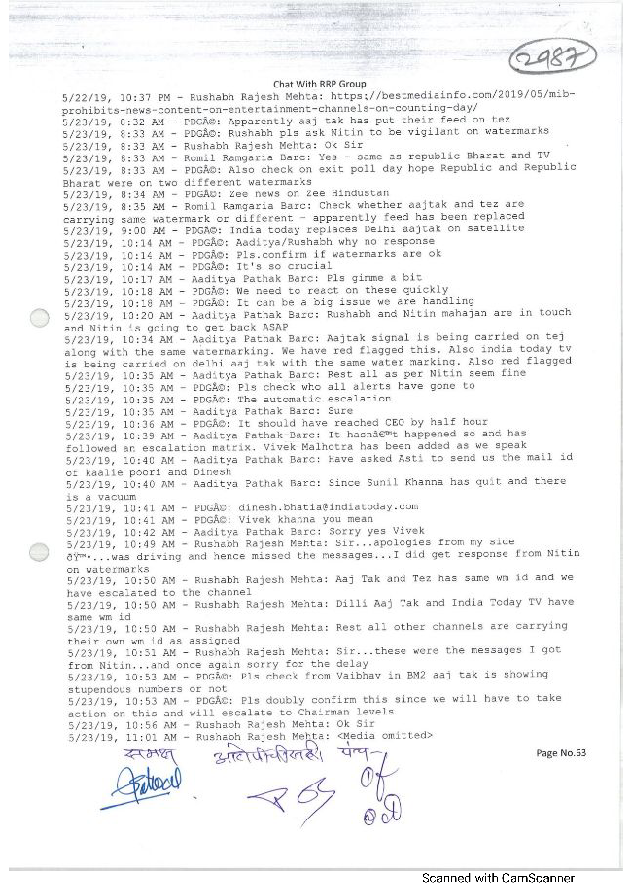 2987
Chat With RRP Group
5/22/19, 10:37 PM - Rushabh Rajesh Mehta: https://bestmediainfo.com/2019/05/mib-
prohibits-news-content-on-entertainment-channels-on-counting-day/
5/23/19, 8:32 AM - PDGÂ©: Apparently aaj tak has put their feed on tez
5/23/19, 8:33 AM - PDGÂ©: Rushabh pls ask Nitin to be vigilant on watermarks
5/23/19, 8:33 AM - Rushabh Rajesh Mehta: Ok Sir
5/23/19, 8:33 AM - Romil Ramgaria Barc: Yes - same as republic Bharat and TV
5/23/19, 8:33 AM - PDGÂ©: Also check on exit poll day hope Republic and Republic
Bharat were on two different watermarks
5/23/19, 8:34 AM - PDGÂ©: Zee news on Zee Hindustan
5/23/19, 8:35 AM - Romil Ramgaria Barc: Check whether aajtak and tez are
carrying same watermark or different - apparently feed has been replaced
5/23/19, 9:00 AM - PDGÂ©: India today replaces Delhi aajtak on satellite
5/23/19, 10:14 AM - PDGÂ©: Aaditya/Rushabh why no response
5/23/19, 10:14 AM - PDGÂ©: Pls.confirm if watermarks are ok
5/23/19, 10:14 AM - PDGÂ©: It's so crucial
5/23/19, 10:17 AM - Aaditya Pathak Barc: Pls gimme a bit
5/23/19, 10:18 AM - PDGÂ©: We need to react on these quickly
5/23/19, 10:18 AM - PDGÂ©: It can be a big issue we are handling
5/23/19, 10:20 AM - Aaditya Pathak Barc: Rushabh and Nitin mahajan are in touch
and Nitin is going to get back ASAP
5/23/19, 10:34 AM - Aaditya Pathak Barc: Aajtak signal is being carried on tej
along with the same watermarking. We have red flagged this. Also india today tv
is being carried on delhi aaj tak with the same water marking. Also red flagged
5/23/19, 10:35 AM - Aaditya Pathak Barc: Rest all as per Nitin seem fine
5/23/19, 10:35 AM - PDGÂ©: Pls check who all alerts have gone to
5/23/19, 10:35 AM - PDGÂ©: The automatic escalation
5/23/19, 10:35 AM - Aaditya Pathak Barc: Sure
5/23/19, 10:36 AM - PDGÂ©: It should have reached CEO by half hour
5/23/19, 10:39 AM - Aaditya Pathak Barc: It hasnâ€™t happened so and has
followed an escalation matrix. Vivek Malhotra has been added as we speak
5/23/19, 10:40 AM - Aaditya Pathak Barc: Have asked Asti to send us the mail id
of kaalie poori and Dinesh
5/23/19, 10:40 AM - Aaditya Pathak Barc: Since Sunil Khanna has quit and there
is a vacuum
5/23/19, 10:41 AM - PDGÂ©: dinesh.bhatia@indiatoday.com
5/23/19, 10:41 AM - PDGÂ©: Vivek khanna you mean
5/23/19, 10:42 AM - Aaditya Pathak Barc: Sorry yes Vivek
5/23/19, 10:49 AM - Rushabh Rajesh Mehta: Sir...apologies from my side
...was driving and hence missed the messages...I did get response from Nitin
on watermarks
5/23/19, 10:50 AM - Rushabh Rajesh Mehta: Aaj Tak and Tez has same wm id and we
have escalated to the channel
5/23/19, 10:50 AM - Rushabh Rajesh Mehta: Dilli Aaj Tak and India Today TV have
same wm id
5/23/19, 10:50 AM - Rushabh Rajesh Mehta: Rest all other channels are carrying
their own wm id as assigned
5/23/19, 10:51 AM - Rushabh Rajesh Mehta: Sir...these were the messages I got
from Nitin...and once again sorry for the delay
5/23/19, 10:53 AM - PDGÂ©: Pls check from Vaibhav in BM2 aaj tak is showing
stupendous numbers or not
5/23/19, 10:53 AM - PDGÂ©: Pls doubly confirm this since we will have to take
action on this and will escalate to Chairman levels
5/23/19, 10:56 AM - Rushabh Rajesh Mehta: Ok Sir
5/23/19, 11:01 AM - Rushabh Rajesh Mehta: <Media omitted>
समक्ष पंच
Page No.53
Scanned with CamScanner